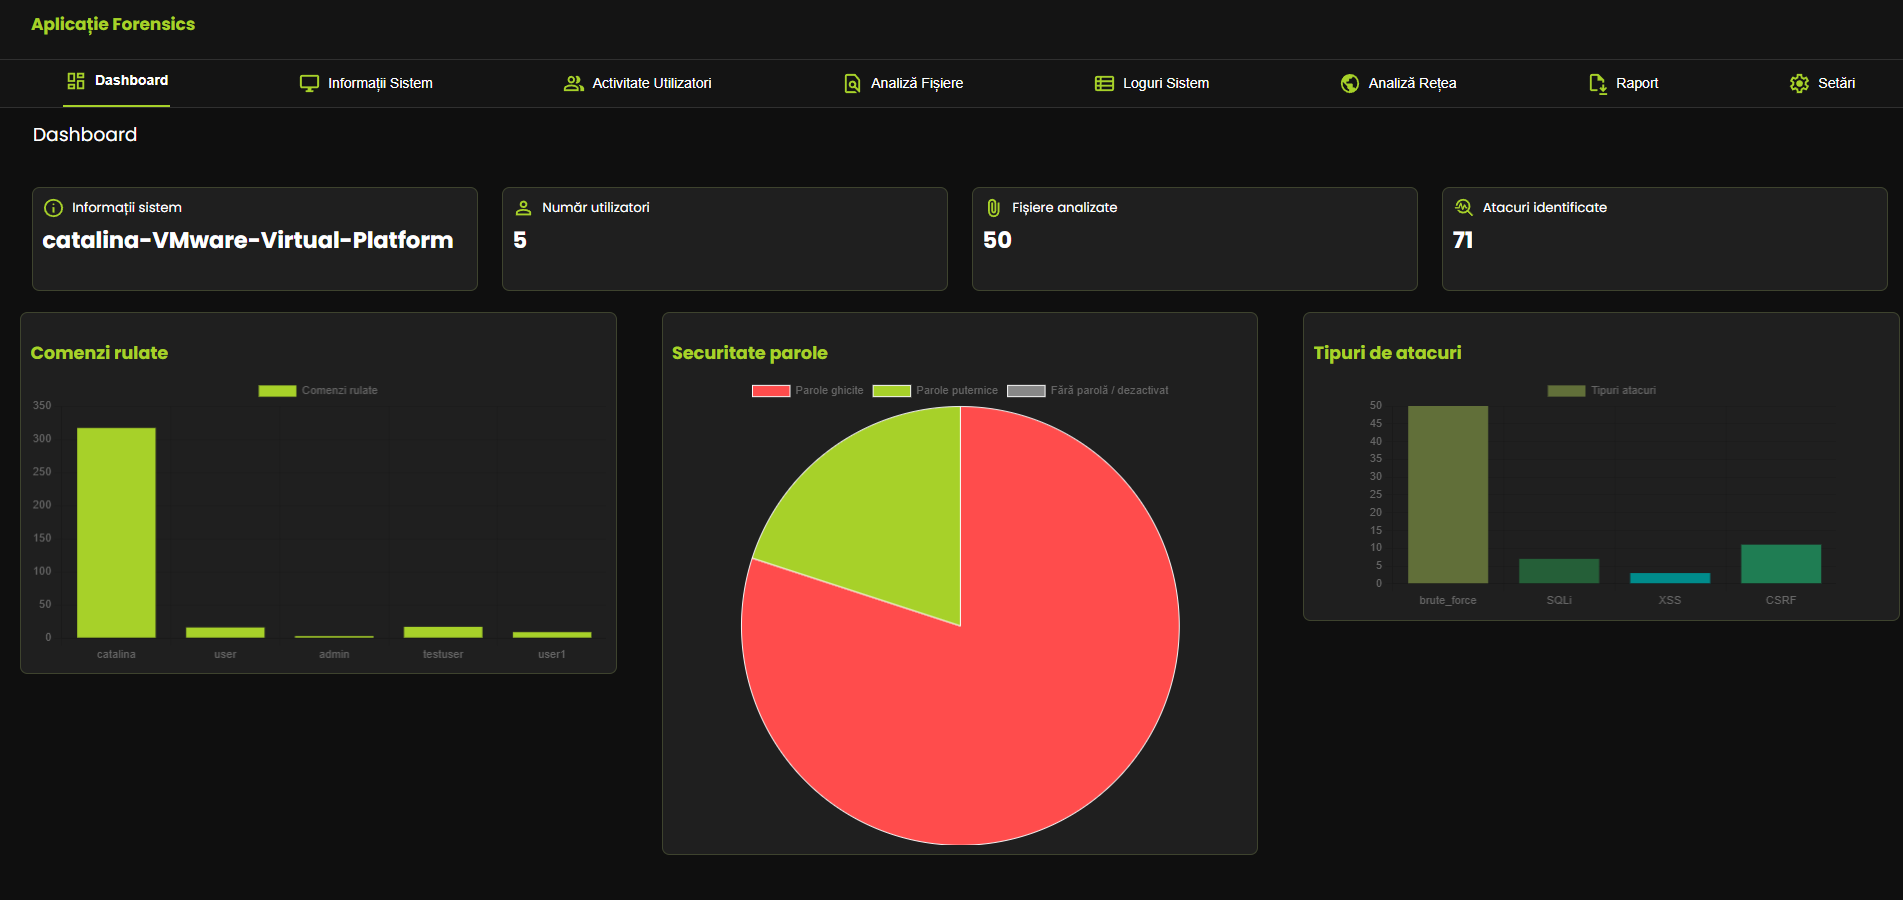 Aplicație Forensics
Dashboard
Informații Sistem
Activitate Utilizatori
Analiză Fișiere
Loguri Sistem
Analiză Rețea
Raport
Setări
Dashboard
Informații sistem
catalina-VMware-Virtual-Platform
Număr utilizatori
5
Fișiere analizate
50
Atacuri identificate
71
Comenzi rulate
Comenzi rulate
350
300
250
200
150
100
50
0
catalina
user
admin
testuser
user1
Securitate parole
Parole ghicite
Parole puternice
Fără parolă / dezactivat
Tipuri de atacuri
Tipuri atacuri
50
45
40
35
30
25
20
15
10
5
0
brute_force
SQLi
XSS
CSRF